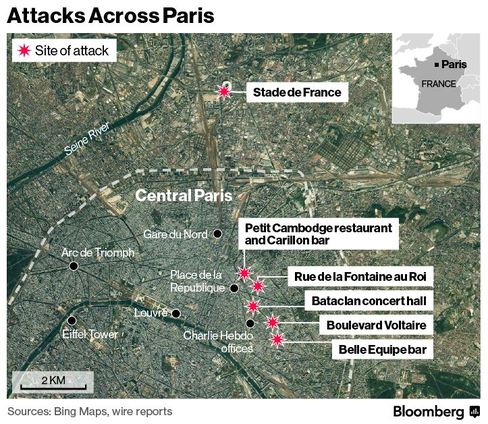 Attacks Across Paris
Site of attack
Paris
FRANCE
Stade de France
Seine River
Central Paris
Petit Cambodge restaurant
and Carillon bar
Gare du Nord
Arc de Triomph
Rue de la Fontaine au Roi
Place de la
Republique
Bataclan concert hall
Louvre
Boulevard Voltaire
Eiffel Tower
Charlie Hebdo
offices
Belle Equipe bar
2 KM
Sources: Bing Maps, wire reports
Bloomberg